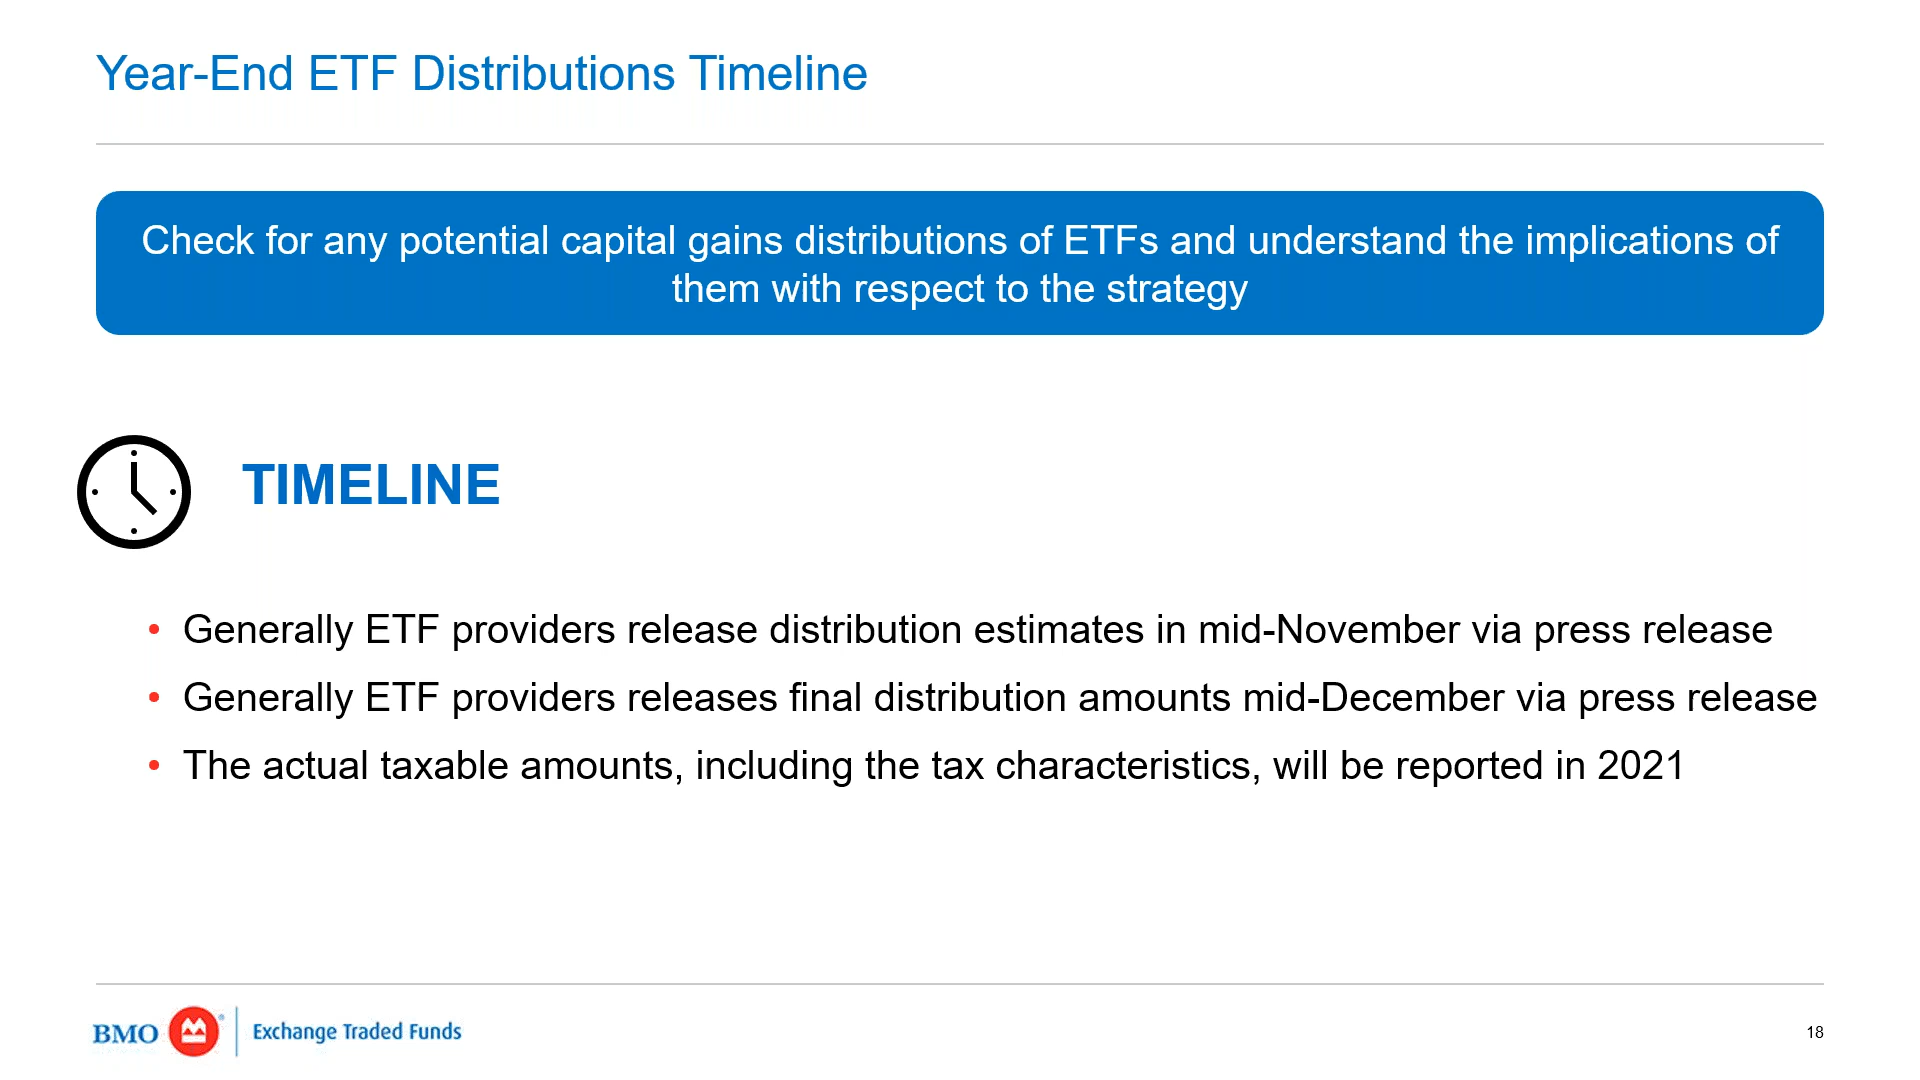 Year-End ETF Distributions Timeline
Check for any potential capital gains distributions of ETFs and understand the implications of
them with respect to the strategy
TIMELINE
• Generally ETF providers release distribution estimates in mid-November via press release
• Generally ETF providers releases final distribution amounts mid-December via press release
• The actual taxable amounts, including the tax characteristics, will be reported in 2021
BMO ® Exchange Traded Funds
18